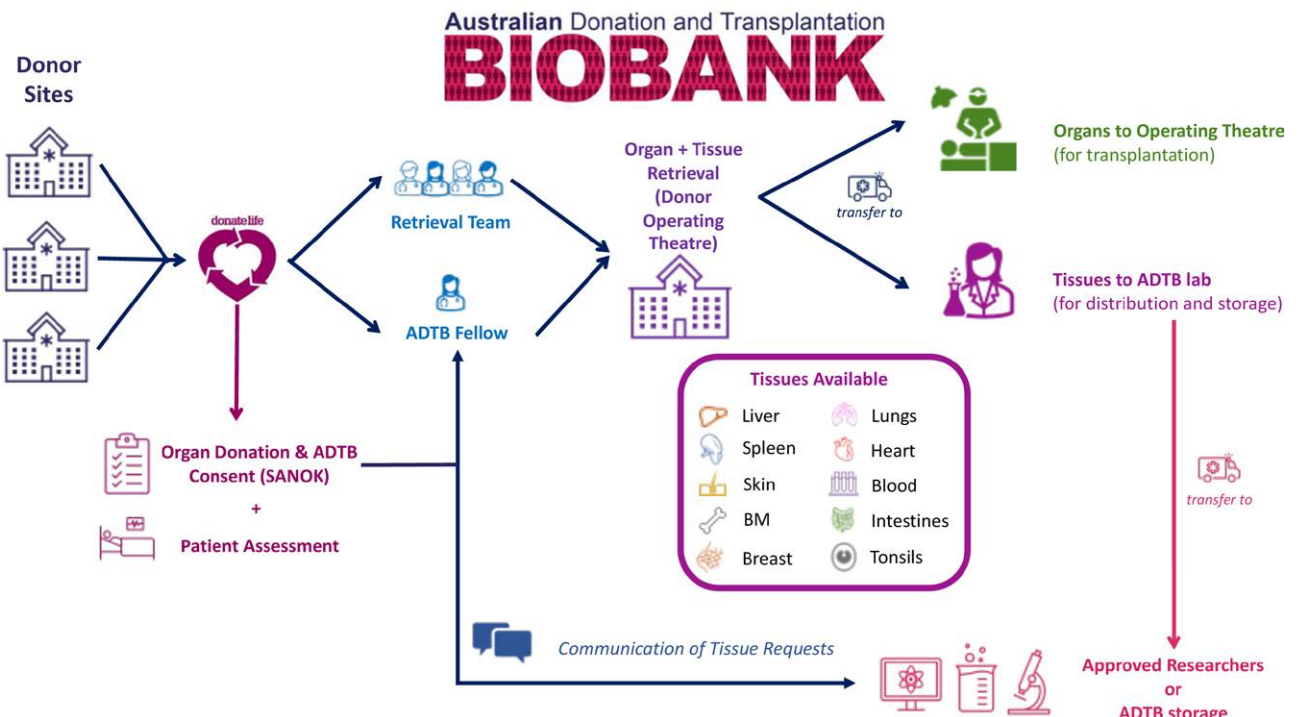 Australian Donation and Transplantation
BIOBANK
Donor
Sites
donatelife
Retrieval Team
ADTB Fellow
Organ + Tissue
Retrieval
(Donor
Operating
Theatre)
transfer to
Organs to Operating Theatre
(for transplantation)
Tissues to ADTB lab
(for distribution and storage)
Organ Donation & ADTB
Consent (SANOK)
+
Patient Assessment
Tissues Available
Liver
Lungs
Spleen
Heart
Skin
Blood
BM
Intestines
Breast
Tonsils
transfer to
Communication of Tissue Requests
Approved Researchers
or
ADTB storage